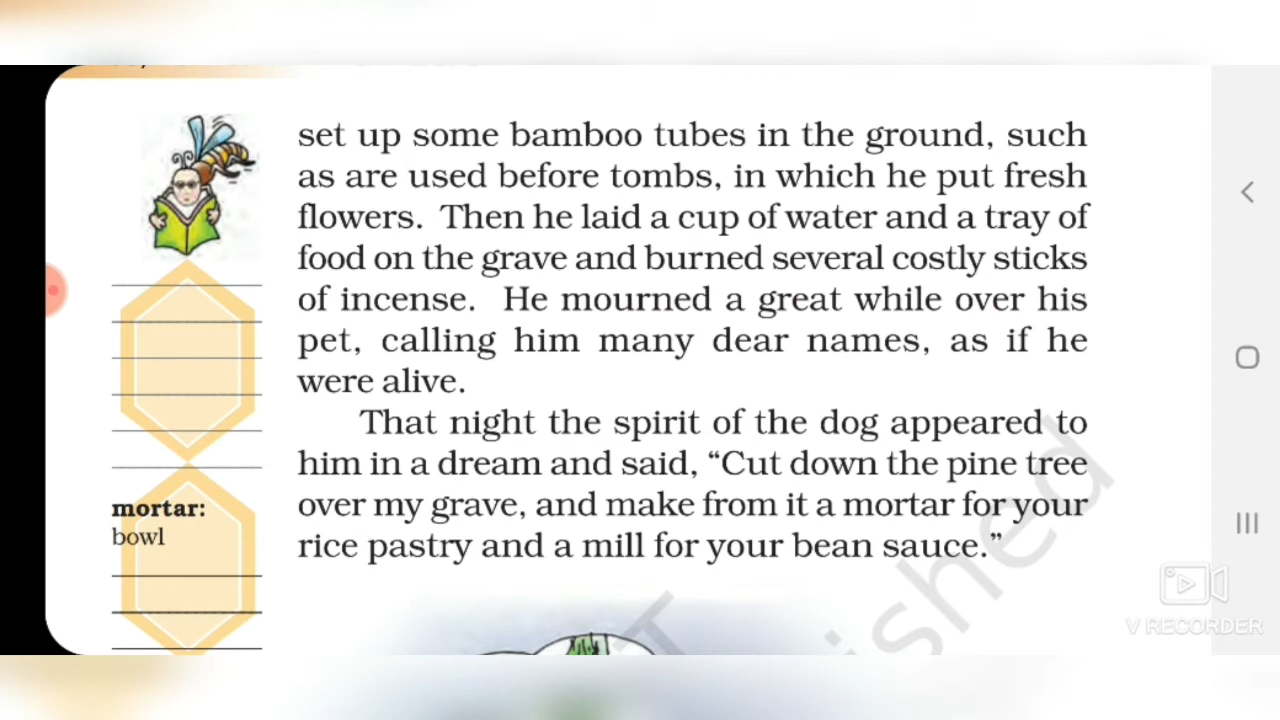 set up some bamboo tubes in the ground, such
as are used before tombs, in which he put fresh
flowers. Then he laid a cup of water and a tray of
food on the grave and burned several costly sticks
of incense. He mourned a great while over his
pet, calling him many dear names, as if he
were alive.
That night the spirit of the dog appeared to
him in a dream and said, “Cut down the pine tree
over my grave, and make from it a mortar for your
rice pastry and a mill for your bean sauce.”
mortar:
bowl
V RECORDER